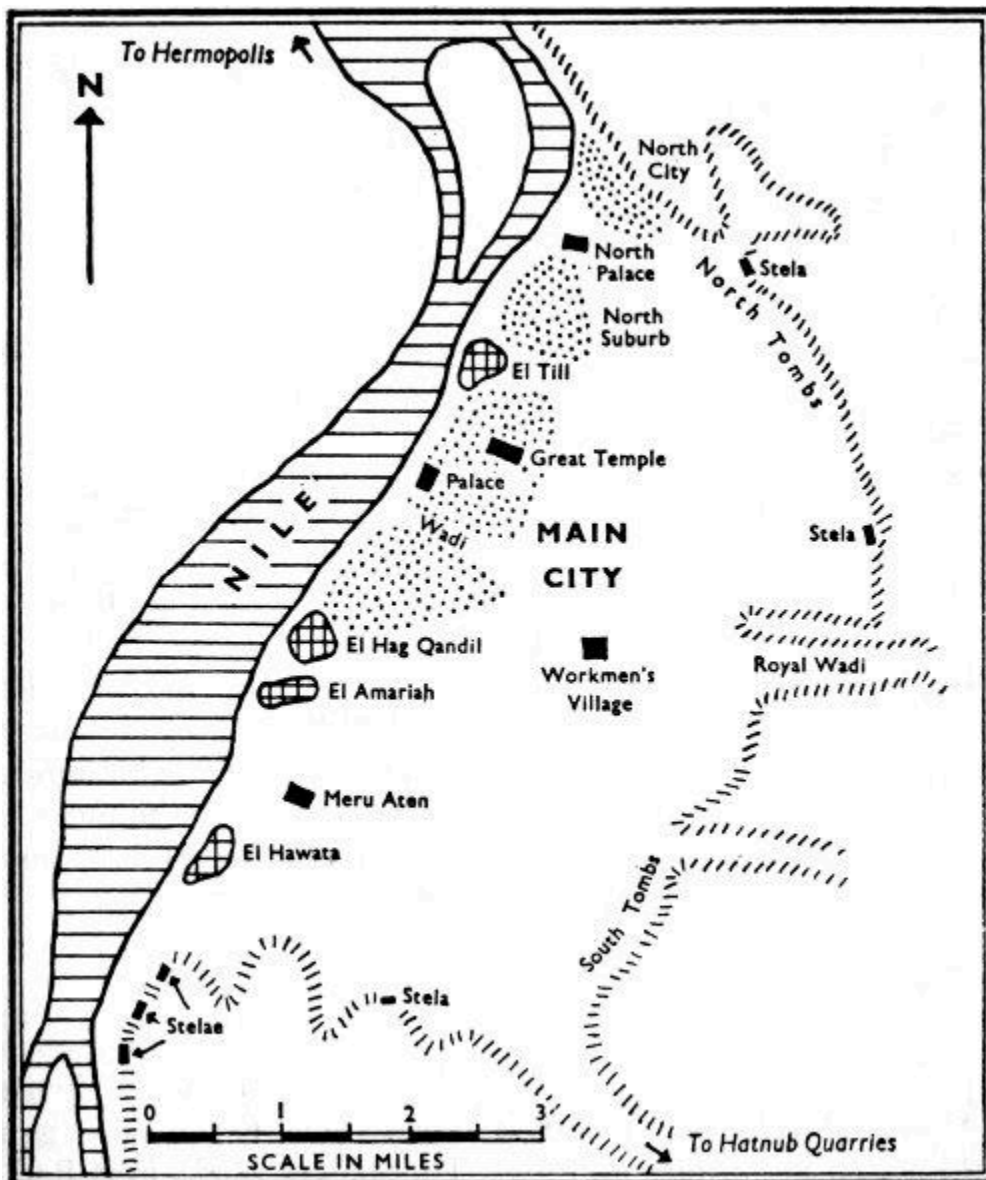 To Hermopolis
N
North
City
North
Palace
Stela
North Tombs
North
Suburb
El Till
Great Temple
Palace
Wadi
NILE
MAIN
CITY
Stela
El Hag Qandil
Royal Wadi
Workmen's
Village
El Amariah
Meru Aten
El Hawata
South Tombs
Stela
Stelae
0 1 2 3
SCALE IN MILES
To Hatnub Quarries